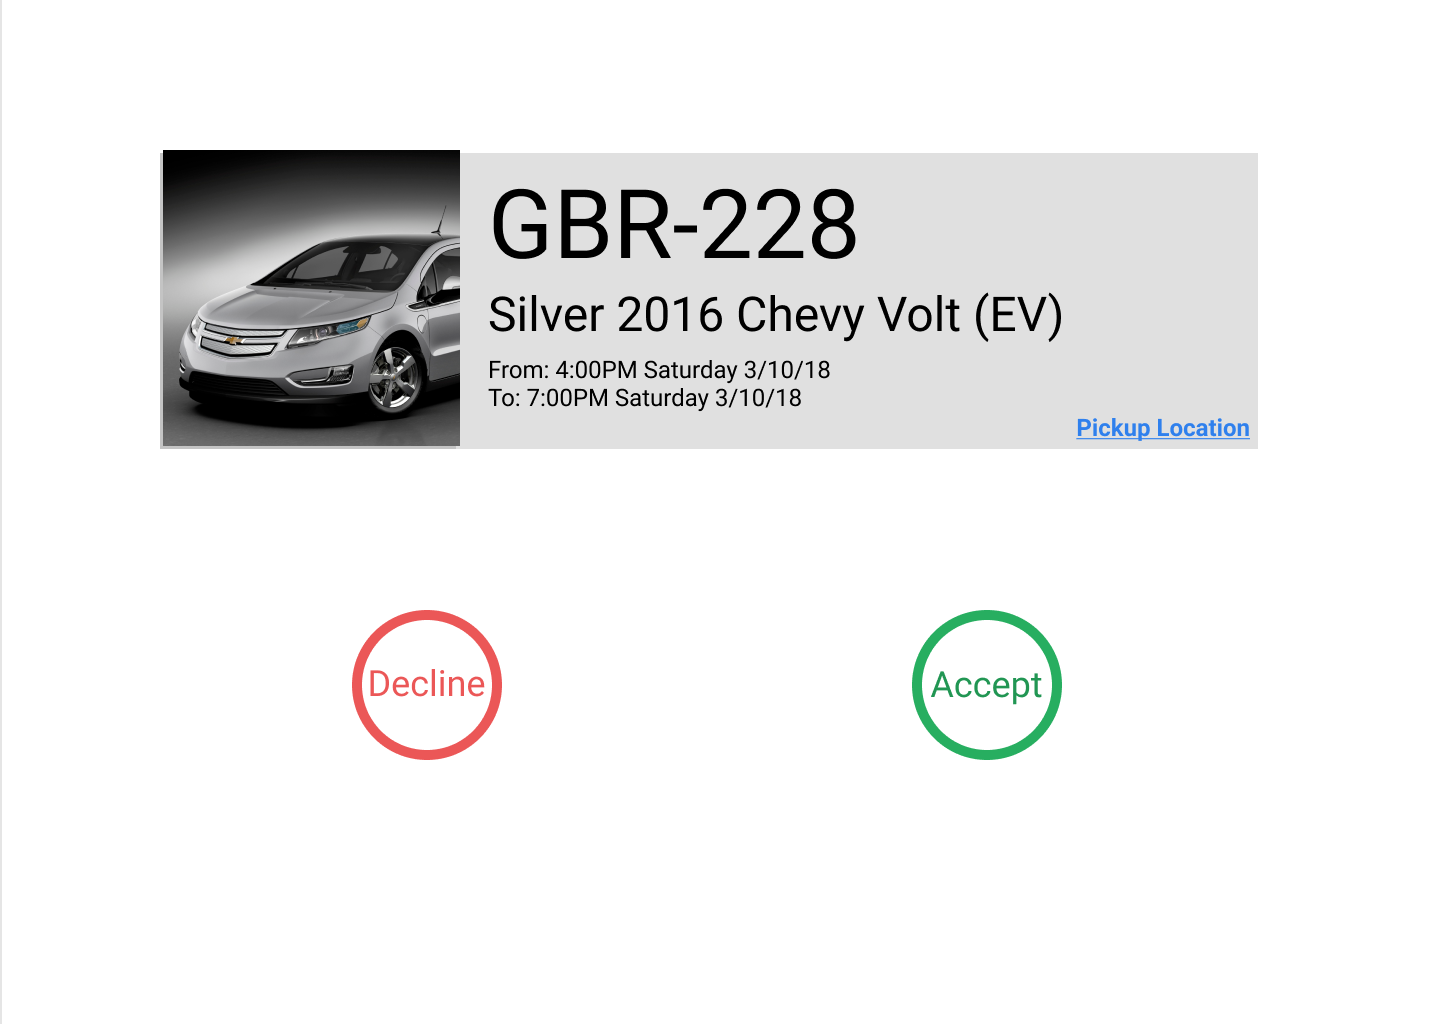 GBR-228
Silver 2016 Chevy Volt (EV)
From: 4:00PM Saturday 3/10/18
To: 7:00PM Saturday 3/10/18
Pickup Location
Decline
Accept